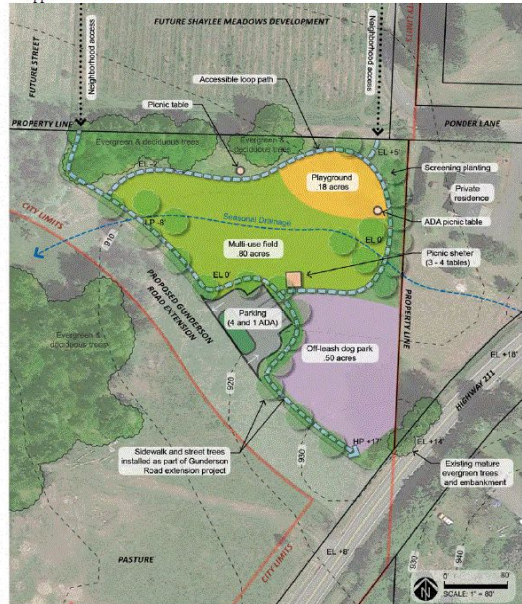 FUTURE SHAYLEE MEADOWS DEVELOPMENT
FUTURE STREET
Neighborhood access
Neighborhood
access
CITY LIMITS
Accessible loop path
Picnic table
PROPERTY LINE
PONDER LANE
Evergreen & deciduous trees
Evergreen &
deciduous trees
EL -2'
EL +5'
Screening planting
Playground
.18 acres
Private
residence
ADA picnic table
CITY LIMITS
LP -8'
Seasonal Drainage
910
Multi-use field
.80 acres
EL 0'
EL 0'
Picnic shelter
(3 - 4 tables)
PROPOSED GUNDERSON
ROAD EXTENSION
Parking
(4 and 1 ADA)
PROPERTY LINE
Evergreen &
deciduous trees
Off-leash dog park
.50 acres
EL +18'
920
HIGHWAY 211
930
HP +17'
EL +14'
Sidewalk and street trees
installed as part of Gunderson
Road extension project
Existing mature
evergreen trees
and embankment
EL +8'
PASTURE
CITY LIMITS
CITY LIMITS
930
940
N
0
80
SCALE: 1" = 80'